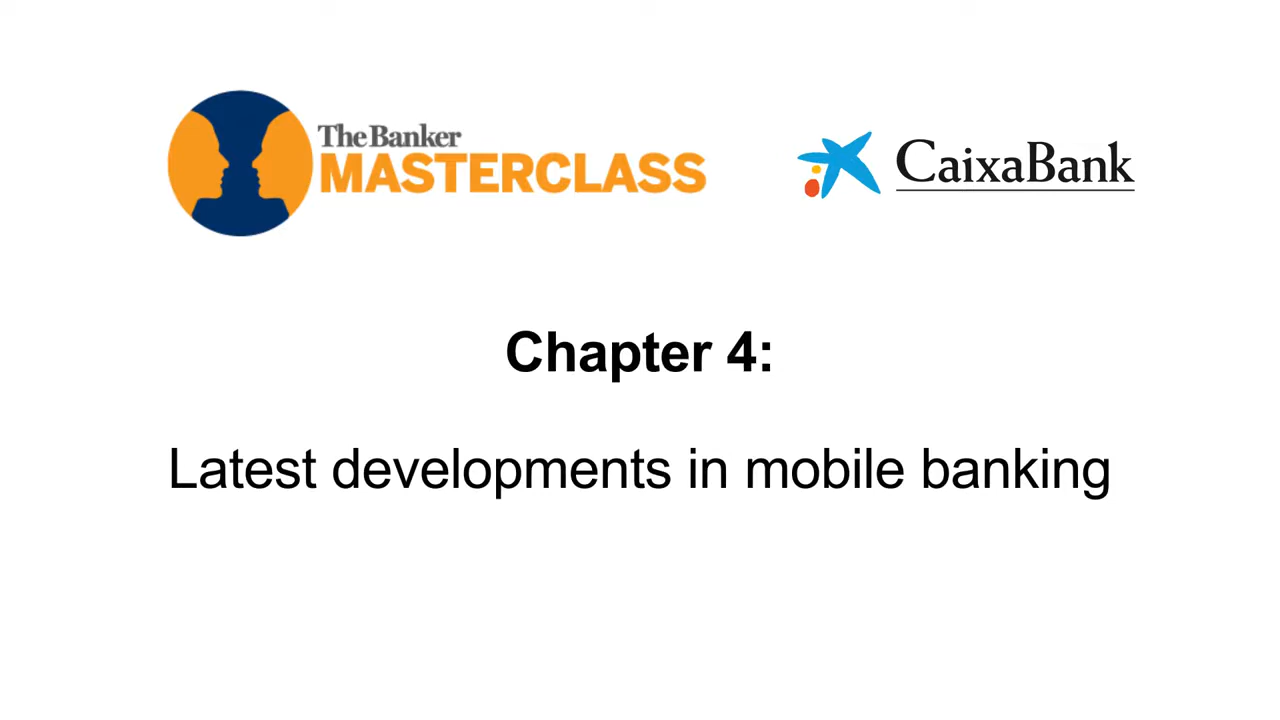 The Banker
MASTERCLASS
CaixaBank
Chapter 4:
Latest developments in mobile banking